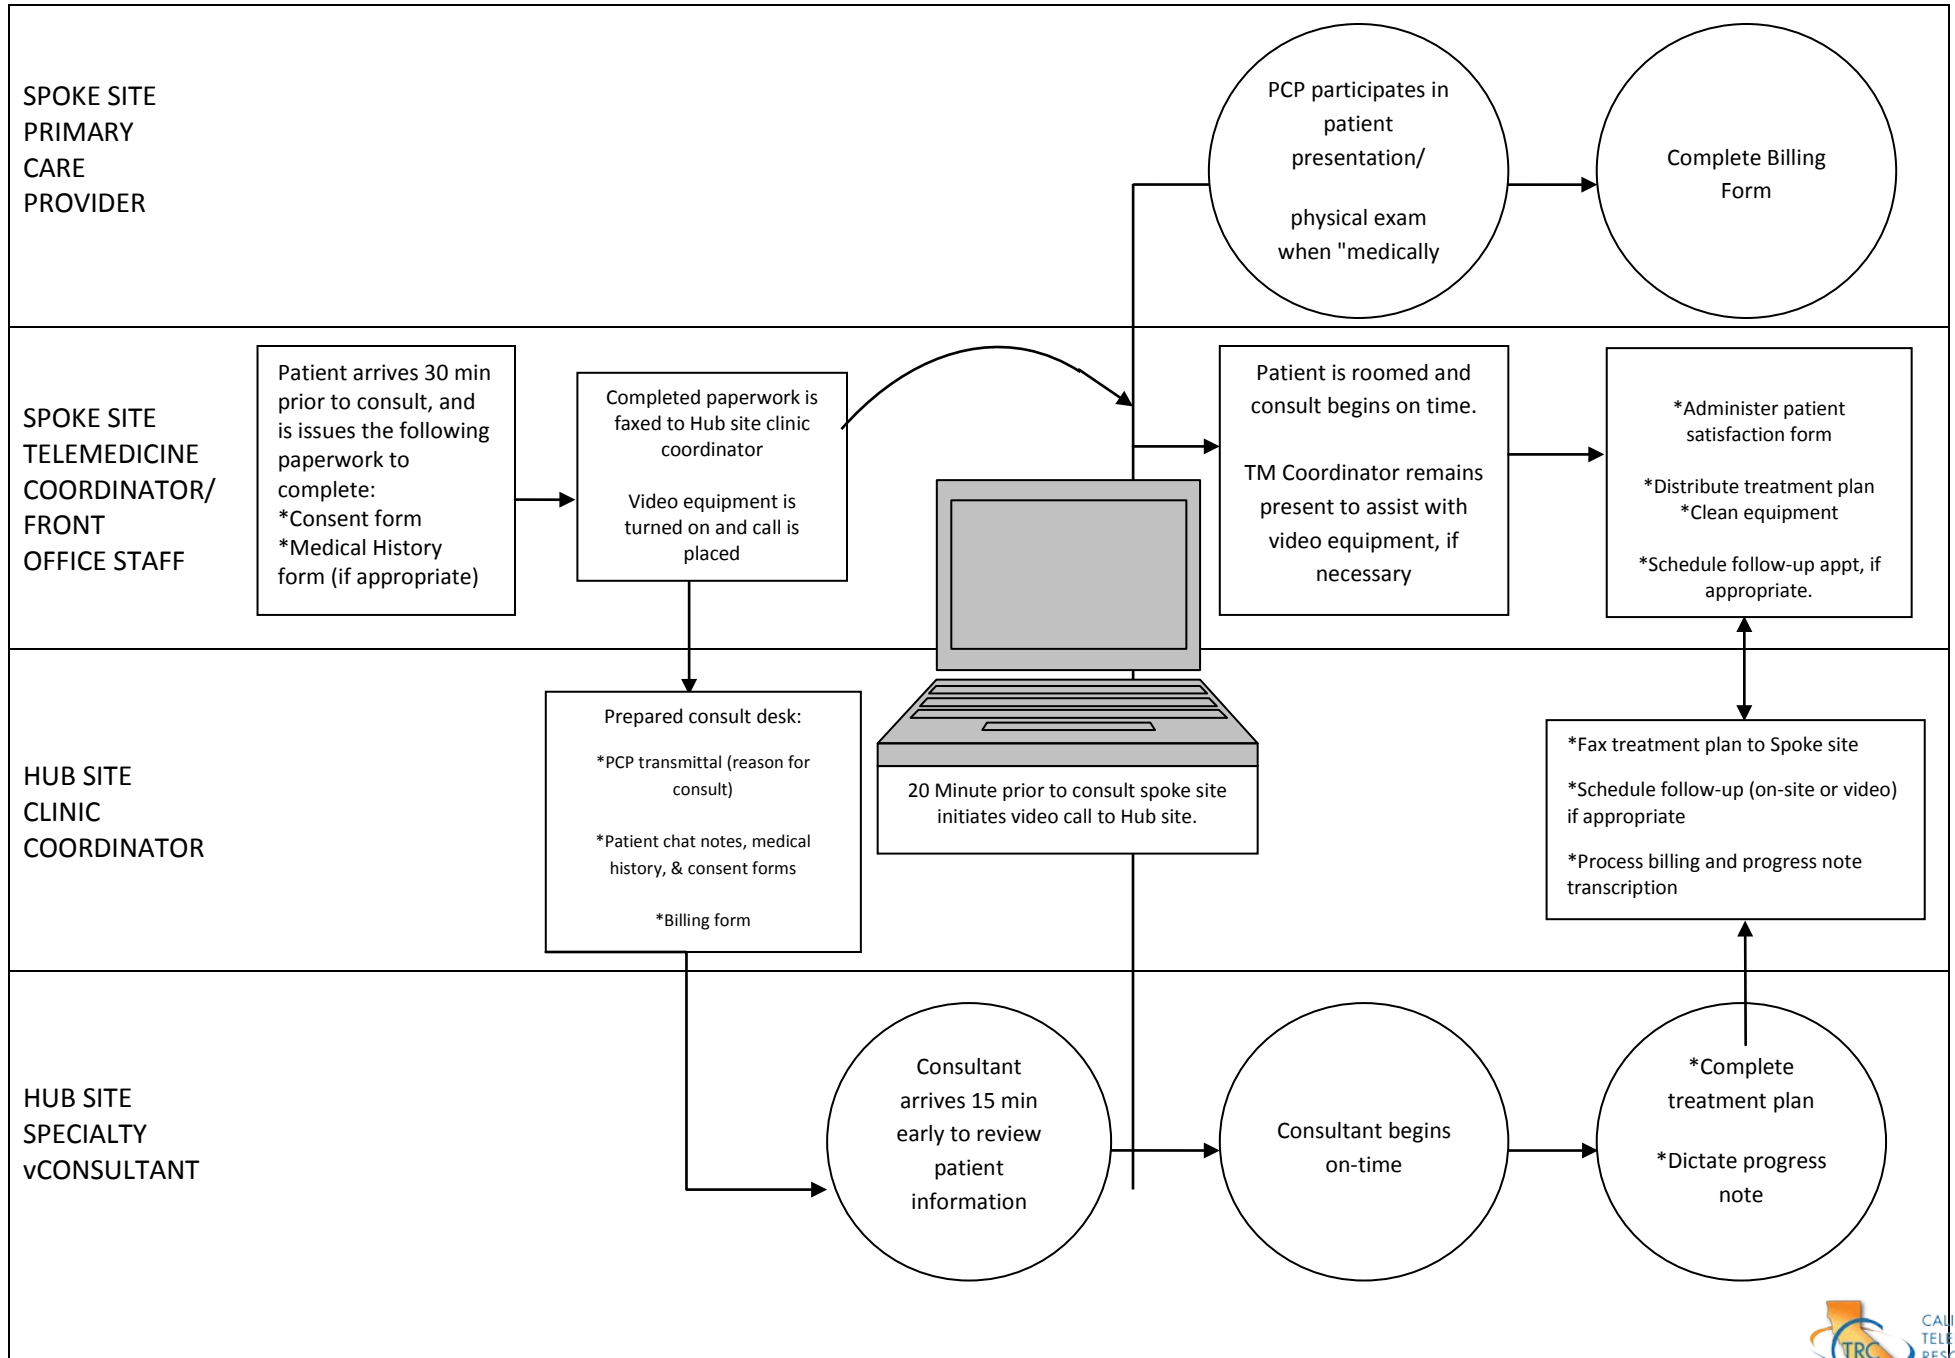 SPOKE SITE
PRIMARY
CARE
PROVIDER
PCP participates in
patient
presentation/
physical exam
when "medically
Complete Billing
Form
SPOKE SITE
TELEMEDICINE
COORDINATOR/
FRONT
OFFICE STAFF
Patient arrives 30 min
prior to consult, and
is issues the following
paperwork to
complete:
*Consent form
*Medical History
form (if appropriate)
Completed paperwork is
faxed to Hub site clinic
coordinator
Video equipment is
turned on and call is
placed
Patient is roomed and
consult begins on time.
TM Coordinator remains
present to assist with
video equipment, if
necessary
*Administer patient
satisfaction form
*Distribute treatment plan
*Clean equipment
*Schedule follow-up appt, if
appropriate.
HUB SITE
CLINIC
COORDINATOR
Prepared consult desk:
*PCP transmittal (reason for
consult)
*Patient chat notes, medical
history, & consent forms
*Billing form
20 Minute prior to consult spoke site
initiates video call to Hub site.
*Fax treatment plan to Spoke site
*Schedule follow-up (on-site or video)
if appropriate
*Process billing and progress note
transcription
HUB SITE
SPECIALTY
vCONSULTANT
Consultant
arrives 15 min
early to review
patient
information
Consultant begins
on-time
*Complete
treatment plan
*Dictate progress
note
TRC